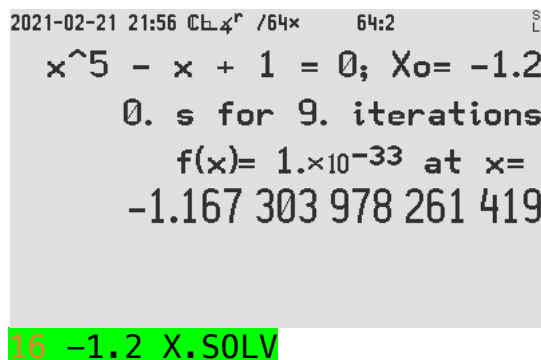 2021-02-21 21:56 ℂ∟∡ʳ /64× 64:2 S L
x^5 - x + 1 = 0; Xo= -1.2
0. s for 9. iterations
f(x)= 1.×10⁻³³ at x=
-1.167 303 978 261 419
16 -1.2 X.SOLV